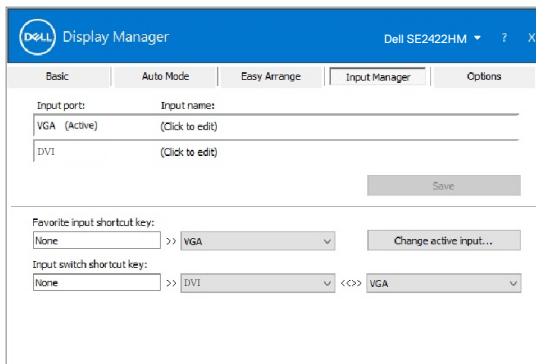 DELL Display Manager Dell SE2422HM ? X
Basic Auto Mode Easy Arrange Input Manager Options
Input port: Input name:
VGA (Active) (Click to edit)
DVI (Click to edit)
Save
Favorite input shortcut key:
None >> VGA Change active input...
Input switch shortcut key:
None >> DVI <<>> VGA